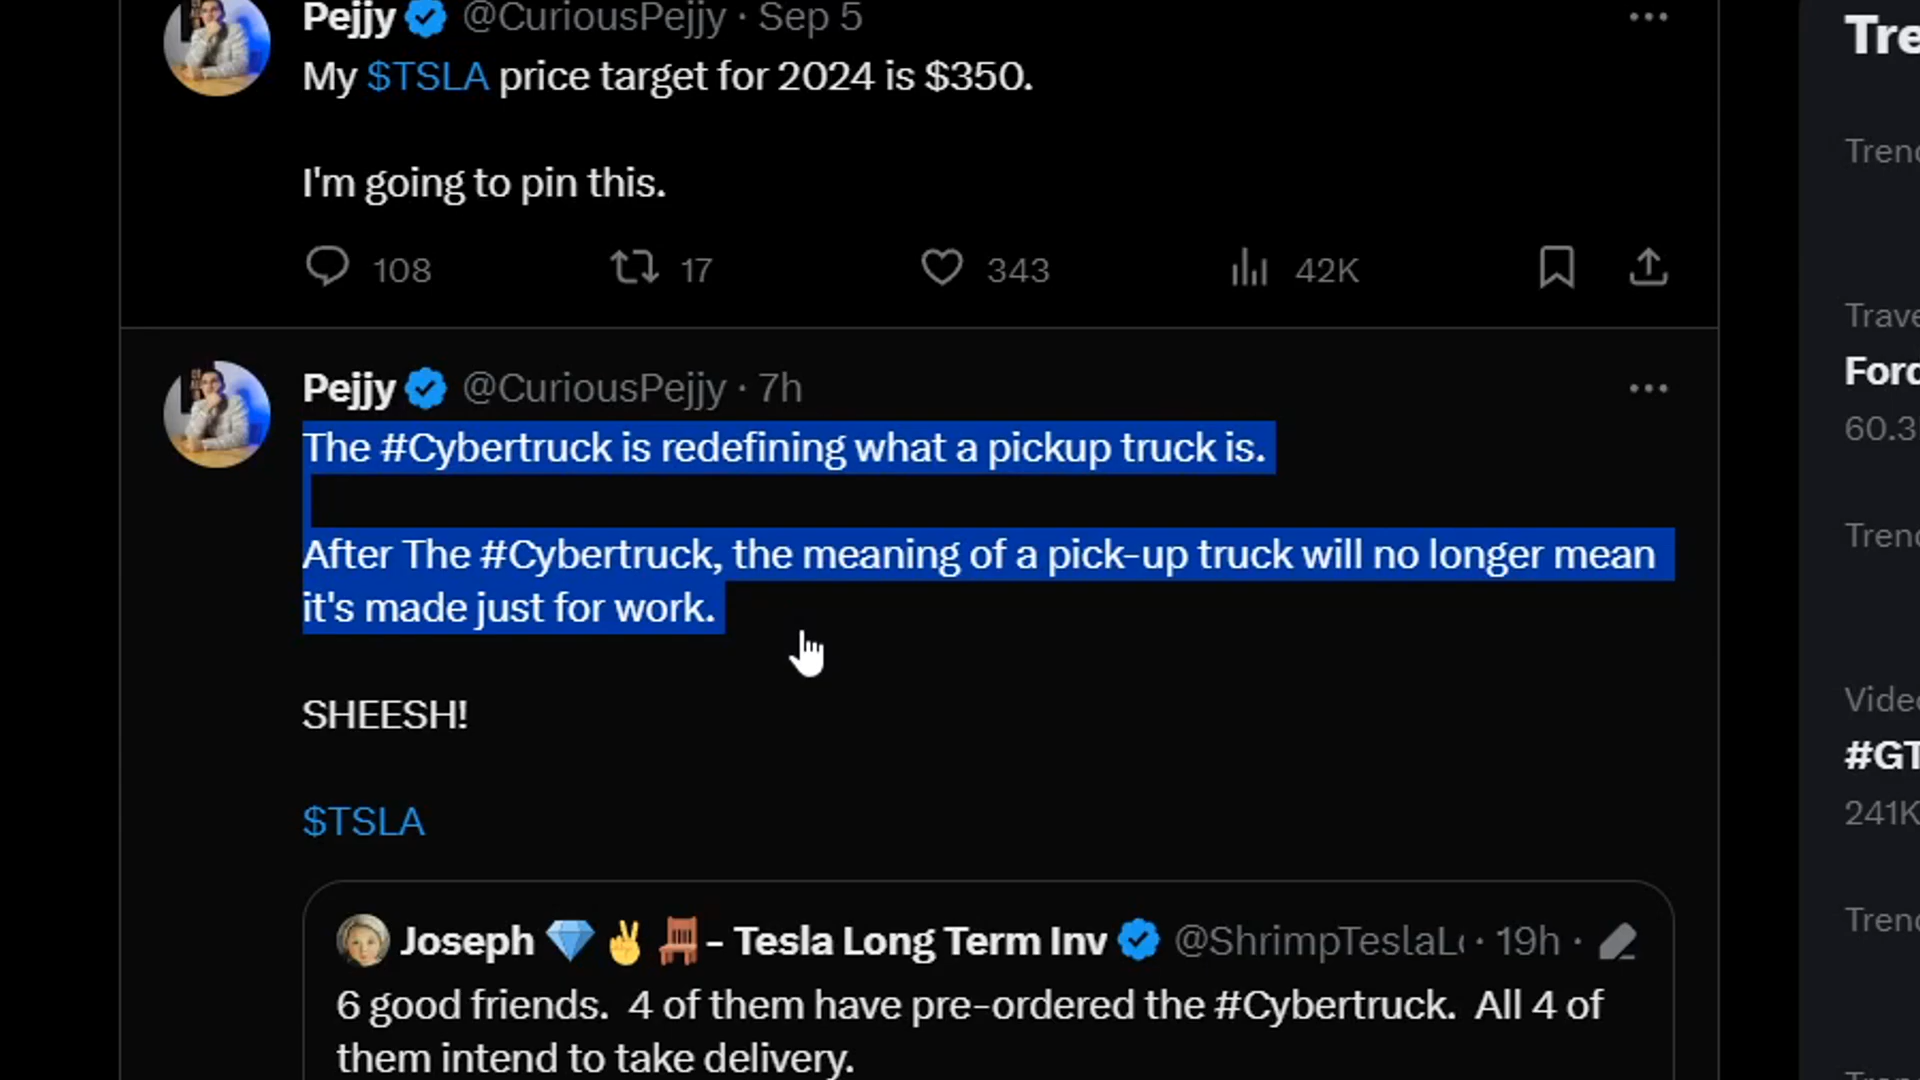 Pejjy @CuriousPejjy · Sep 5
My $TSLA price target for 2024 is $350.
I'm going to pin this.
108 17 343 42K
Pejjy @CuriousPejjy · 7h
The #Cybertruck is redefining what a pickup truck is.
After The #Cybertruck, the meaning of a pick-up truck will no longer mean
it's made just for work.
SHEESH!
$TSLA
Joseph 💎✌🪑 - Tesla Long Term Inv @ShrimpTeslaL · 19h ·
6 good friends. 4 of them have pre-ordered the #Cybertruck. All 4 of
them intend to take delivery.
Tre
Trend
Trave
Ford
60.3
Trend
Video
#GT
241K
Trend